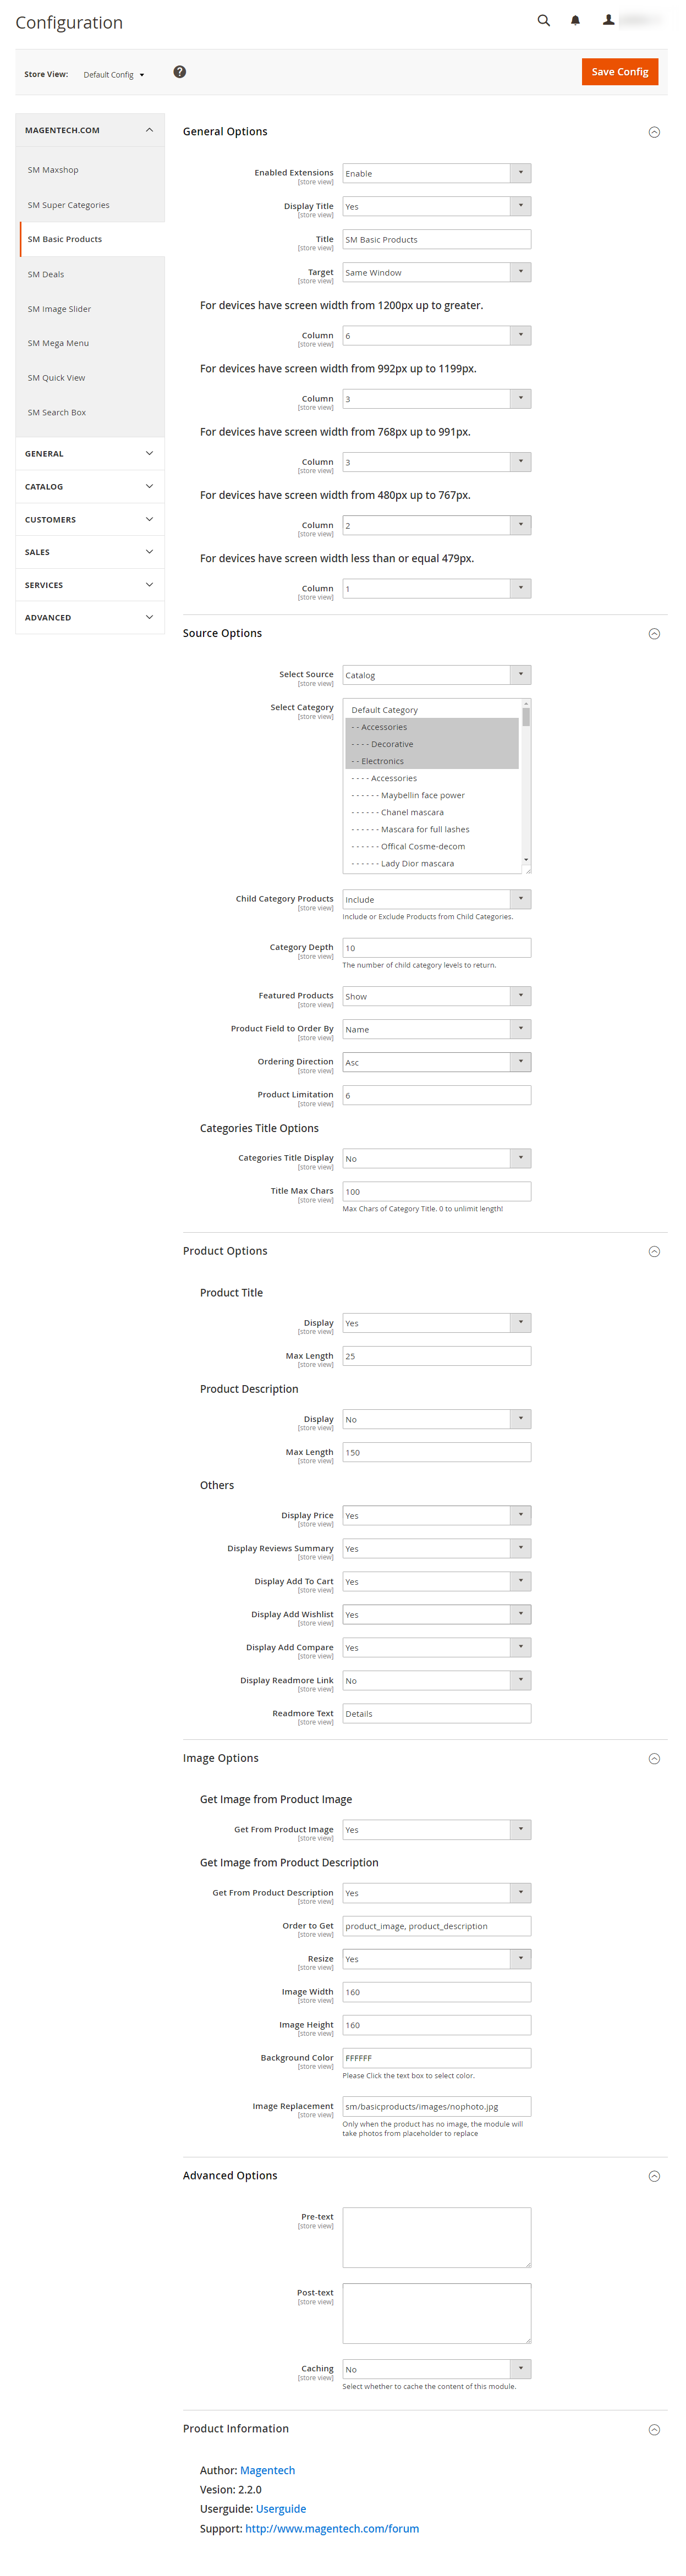 Configuration
Store View: Default Config
Save Config
MAGENTECH.COM
SM Maxshop
SM Super Categories
SM Basic Products
SM Deals
SM Image Slider
SM Mega Menu
SM Quick View
SM Search Box
GENERAL
CATALOG
CUSTOMERS
SALES
SERVICES
ADVANCED
General Options
Enabled Extensions Enable
[store view]
Display Title Yes
[store view]
Title SM Basic Products
[store view]
Target Same Window
[store view]
For devices have screen width from 1200px up to greater.
Column 6
[store view]
For devices have screen width from 992px up to 1199px.
Column 3
[store view]
For devices have screen width from 768px up to 991px.
Column 3
[store view]
For devices have screen width from 480px up to 767px.
Column 2
[store view]
For devices have screen width less than or equal 479px.
Column 1
[store view]
Source Options
Select Source Catalog
[store view]
Select Category
[store view]
Default Category
- - Accessories
- - - - Decorative
- - Electronics
- - - - Accessories
- - - - - - Maybellin face power
- - - - - - Chanel mascara
- - - - - - Mascara for full lashes
- - - - - - Offical Cosme-decom
- - - - - - Lady Dior mascara
Child Category Products Include
[store view]
Include or Exclude Products from Child Categories.
Category Depth 10
[store view]
The number of child category levels to return.
Featured Products Show
[store view]
Product Field to Order By Name
[store view]
Ordering Direction Asc
[store view]
Product Limitation 6
[store view]
Categories Title Options
Categories Title Display No
[store view]
Title Max Chars 100
[store view]
Max Chars of Category Title. 0 to unlimit length!
Product Options
Product Title
Display Yes
[store view]
Max Length 25
[store view]
Product Description
Display No
[store view]
Max Length 150
[store view]
Others
Display Price Yes
[store view]
Display Reviews Summary Yes
[store view]
Display Add To Cart Yes
[store view]
Display Add Wishlist Yes
[store view]
Display Add Compare Yes
[store view]
Display Readmore Link No
[store view]
Readmore Text Details
[store view]
Image Options
Get Image from Product Image
Get From Product Image Yes
[store view]
Get Image from Product Description
Get From Product Description Yes
[store view]
Order to Get product_image, product_description
[store view]
Resize Yes
[store view]
Image Width 160
[store view]
Image Height 160
[store view]
Background Color FFFFFF
[store view]
Please Click the text box to select color.
Image Replacement sm/basicproducts/images/nophoto.jpg
[store view]
Only when the product has no image, the module will
take photos from placeholder to replace
Advanced Options
Pre-text
[store view]
Post-text
[store view]
Caching No
[store view]
Select whether to cache the content of this module.
Product Information
Author: Magentech
Vesion: 2.2.0
Userguide: Userguide
Support: http://www.magentech.com/forum